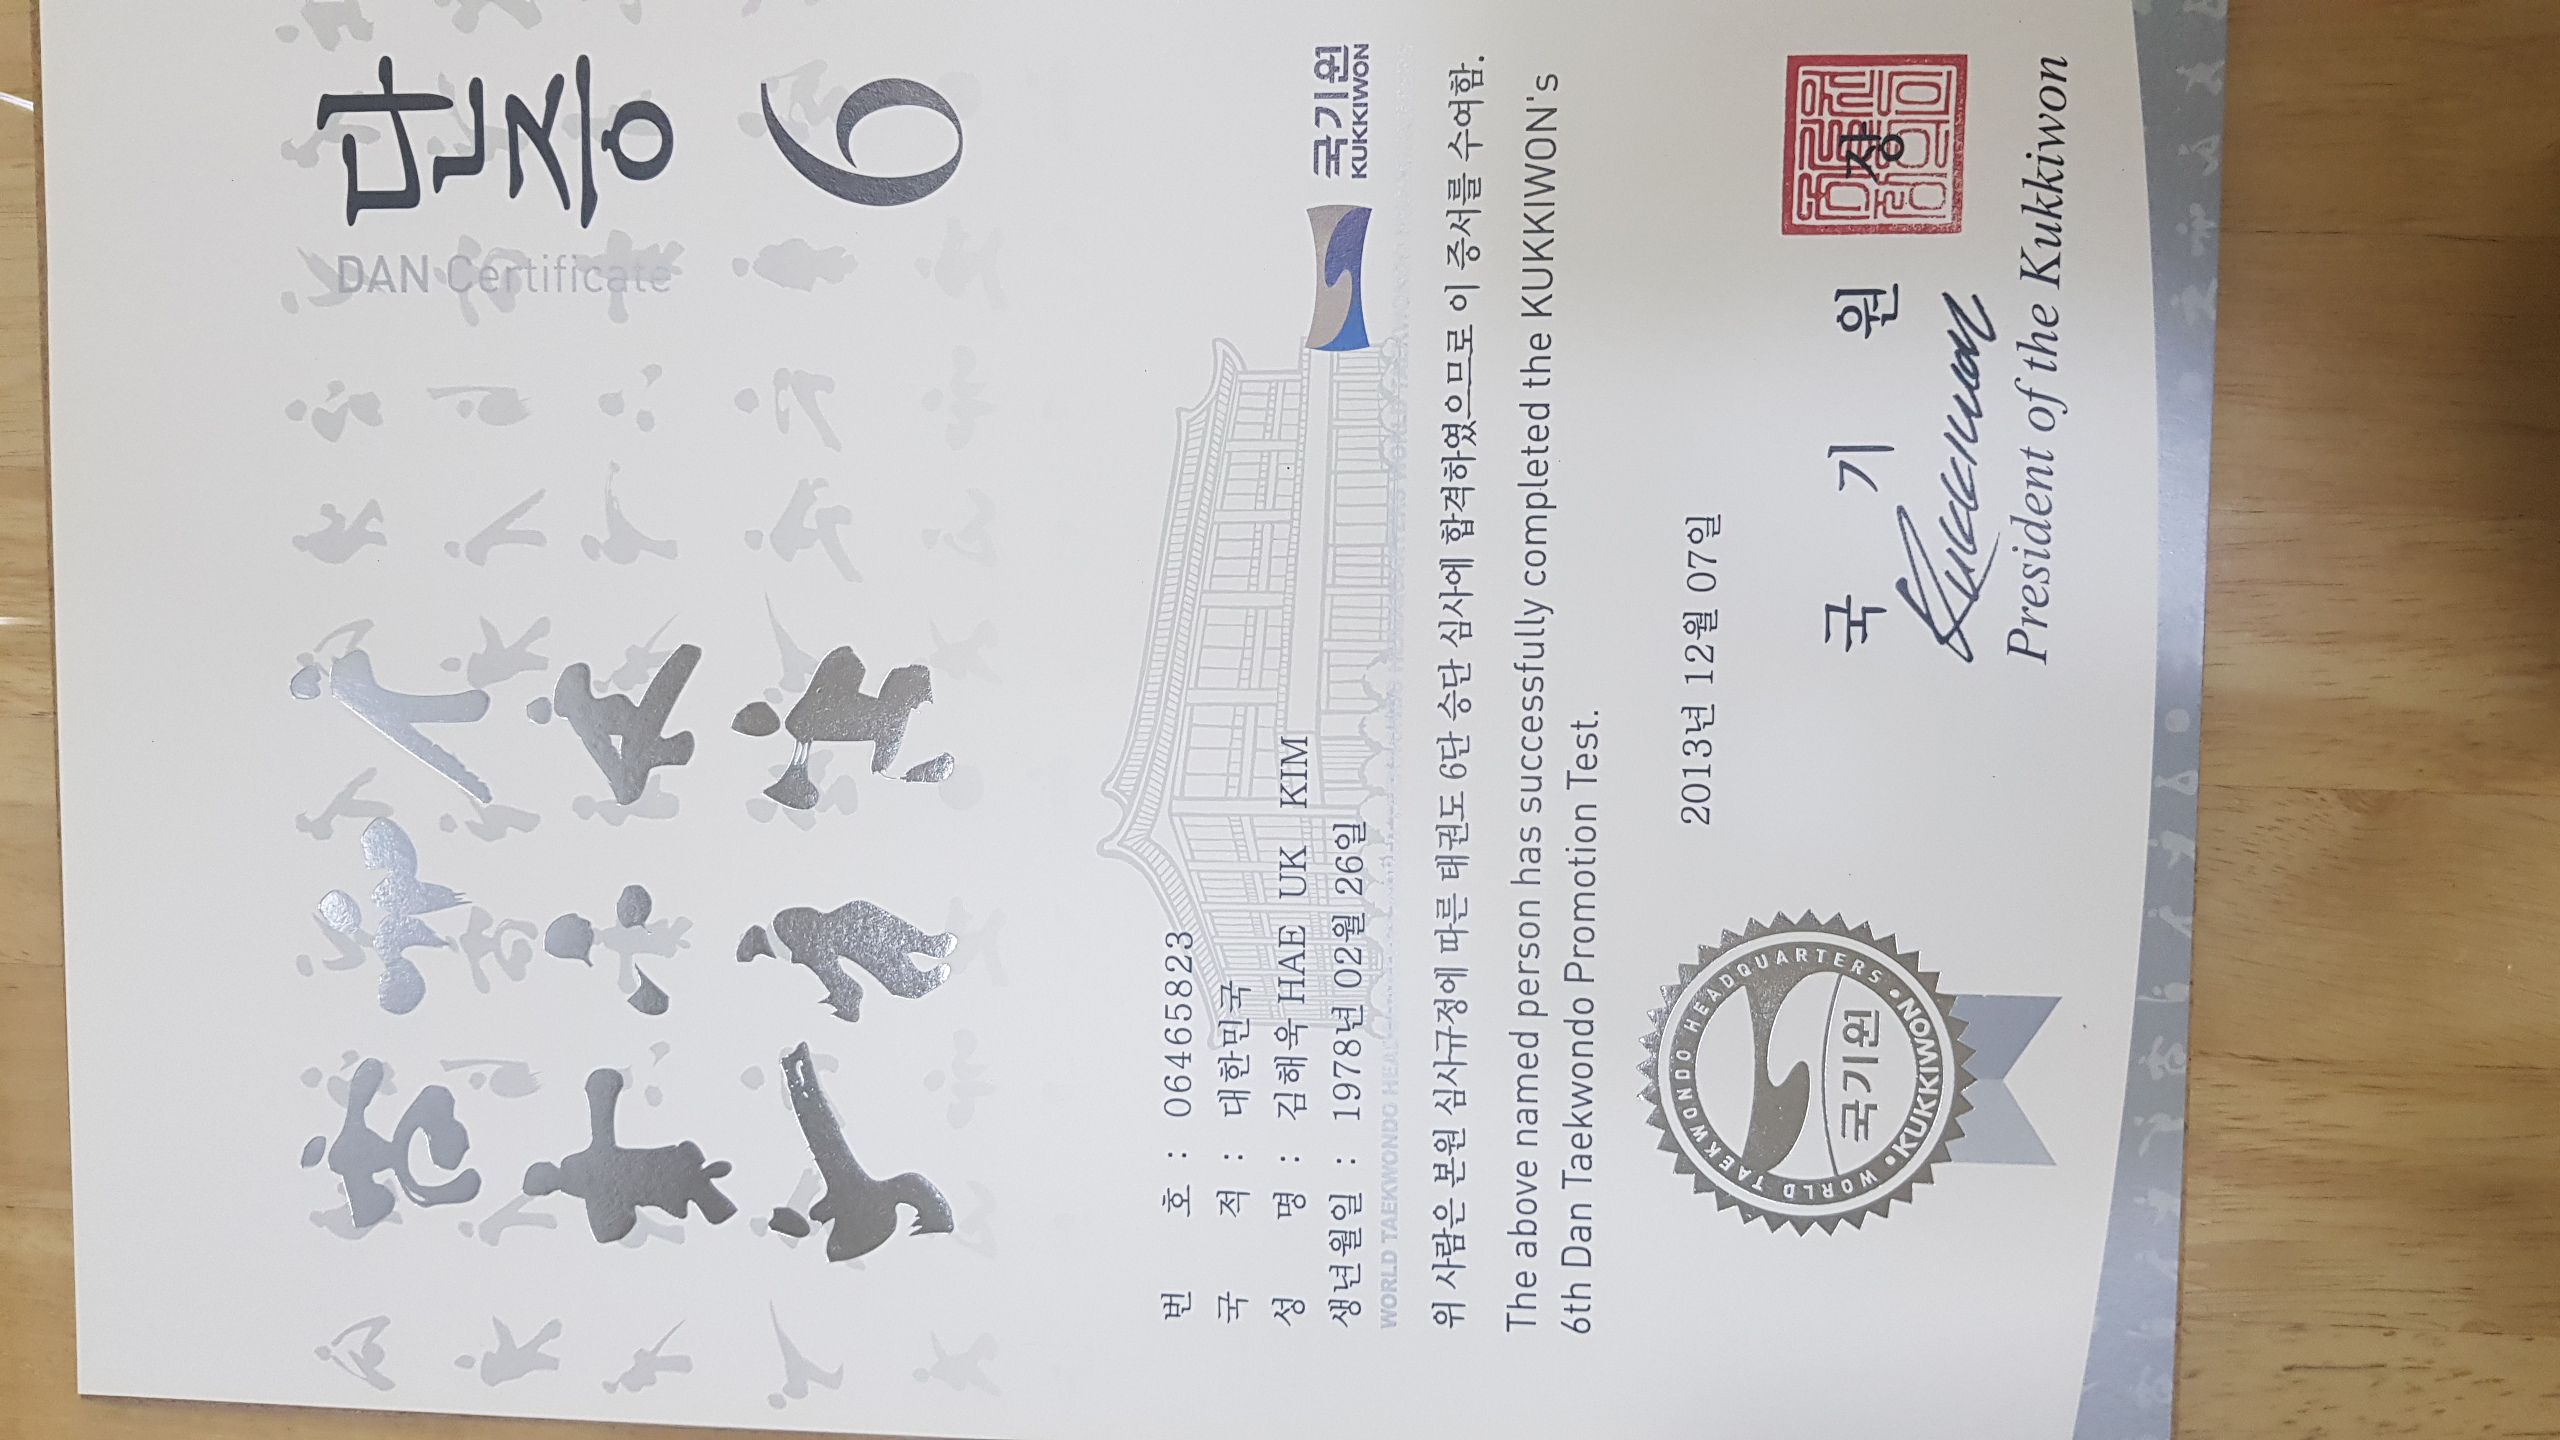 단증
DAN Certificate
6
국기원
KUKKIWON
번 호 : 06465823
국 적 : 대한민국
성 명 : 김해욱 HAE UK KIM
생년월일 : 1978년 02월 26일
WORLD TAEKWONDO HEADQUARTERS WORLD TAEKWONDO
위 사람은 본원 심사규정에 따른 태권도 6단 승단 심사에 합격하였으므로 이 증서를 수여함.
The above named person has successfully completed the KUKKIWON's
6th Dan Taekwondo Promotion Test.
2013년 12월 07일
국 기 원 장
President of the Kukkiwon
WORLD TAEKWONDO HEADQUARTERS
국기원
KUKKIWON